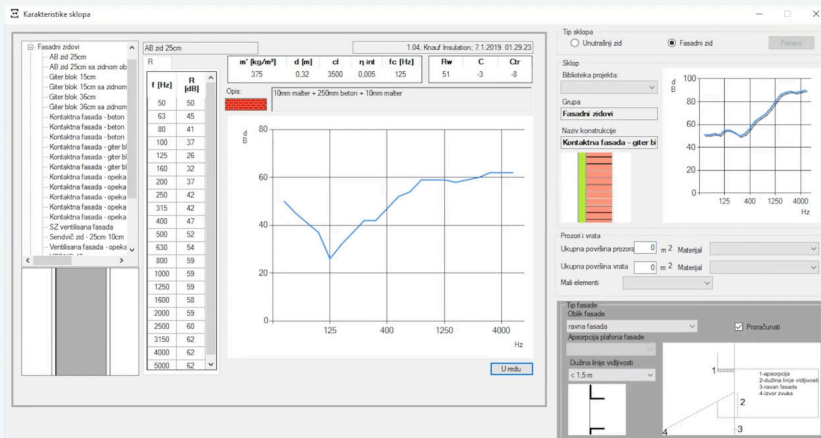 Karakteristike sklopa
Fasadni zidovi
AB zid 25cm
AB zid 25cm sa zidnom ob
Giter blok 15cm
Giter blok 15cm sa zidnom
Giter blok 36cm
Giter blok 36cm sa zidnom
Kontaktna fasada - beton
Kontaktna fasada - beton
Kontaktna fasada - beton
Kontaktna fasada - giter bl
Kontaktna fasada - giter bl
Kontaktna fasada - giter bl
Kontaktna fasada - opeka
Kontaktna fasada - opeka
Kontaktna fasada - opeka
Kontaktna fasada - opeka
SZ ventilisana fasada
Sendvič zid - 25cm 10cm
Ventilisana fasada - opeka
AB zid 25cm
1.04; Knauf Insulation; 7.1.2019. 01.29.23
R
m' [kg/m²] d [m] cl η int fc [Hz]
375 0,32 3500 0,005 125
Rw C Ctr
51 -3 -8
Opis:
10mm malter + 250mm beton + 10mm malter
f [Hz] R [dB]
50 50
63 45
80 41
100 37
125 26
160 32
200 37
250 42
315 42
400 47
500 52
630 54
800 59
1000 59
1250 59
1600 58
2000 59
2500 60
3150 62
4000 62
5000 62
d
B
80
60
40
20
0
125 400 1250 4000
Hz
U redu
Tip sklopa
Unutrašnji zid
Fasadni zid
Primeni
Sklop
Biblioteka projekta:
Grupa
Fasadni zidovi
Naziv konstrukcije
Kontaktna fasada - giter bl
d
B
100
80
60
40
20
0
125 400 1250 4000
Hz
Prozori i vrata
Ukupna površina prozora 0 m 2 Materijal
Ukupna površina vrata 0 m 2 Materijal
Mali elementi
Tip fasade
Oblik fasade
ravna fasada
Proračunati
Apsorpcija plafona fasade
Dužina linije vidljivosti
< 1.5 m
1
2
3
4
1-apsorpcija
2-dužina linije vidljivosti
3-ravan fasade
4-izvor zvuka